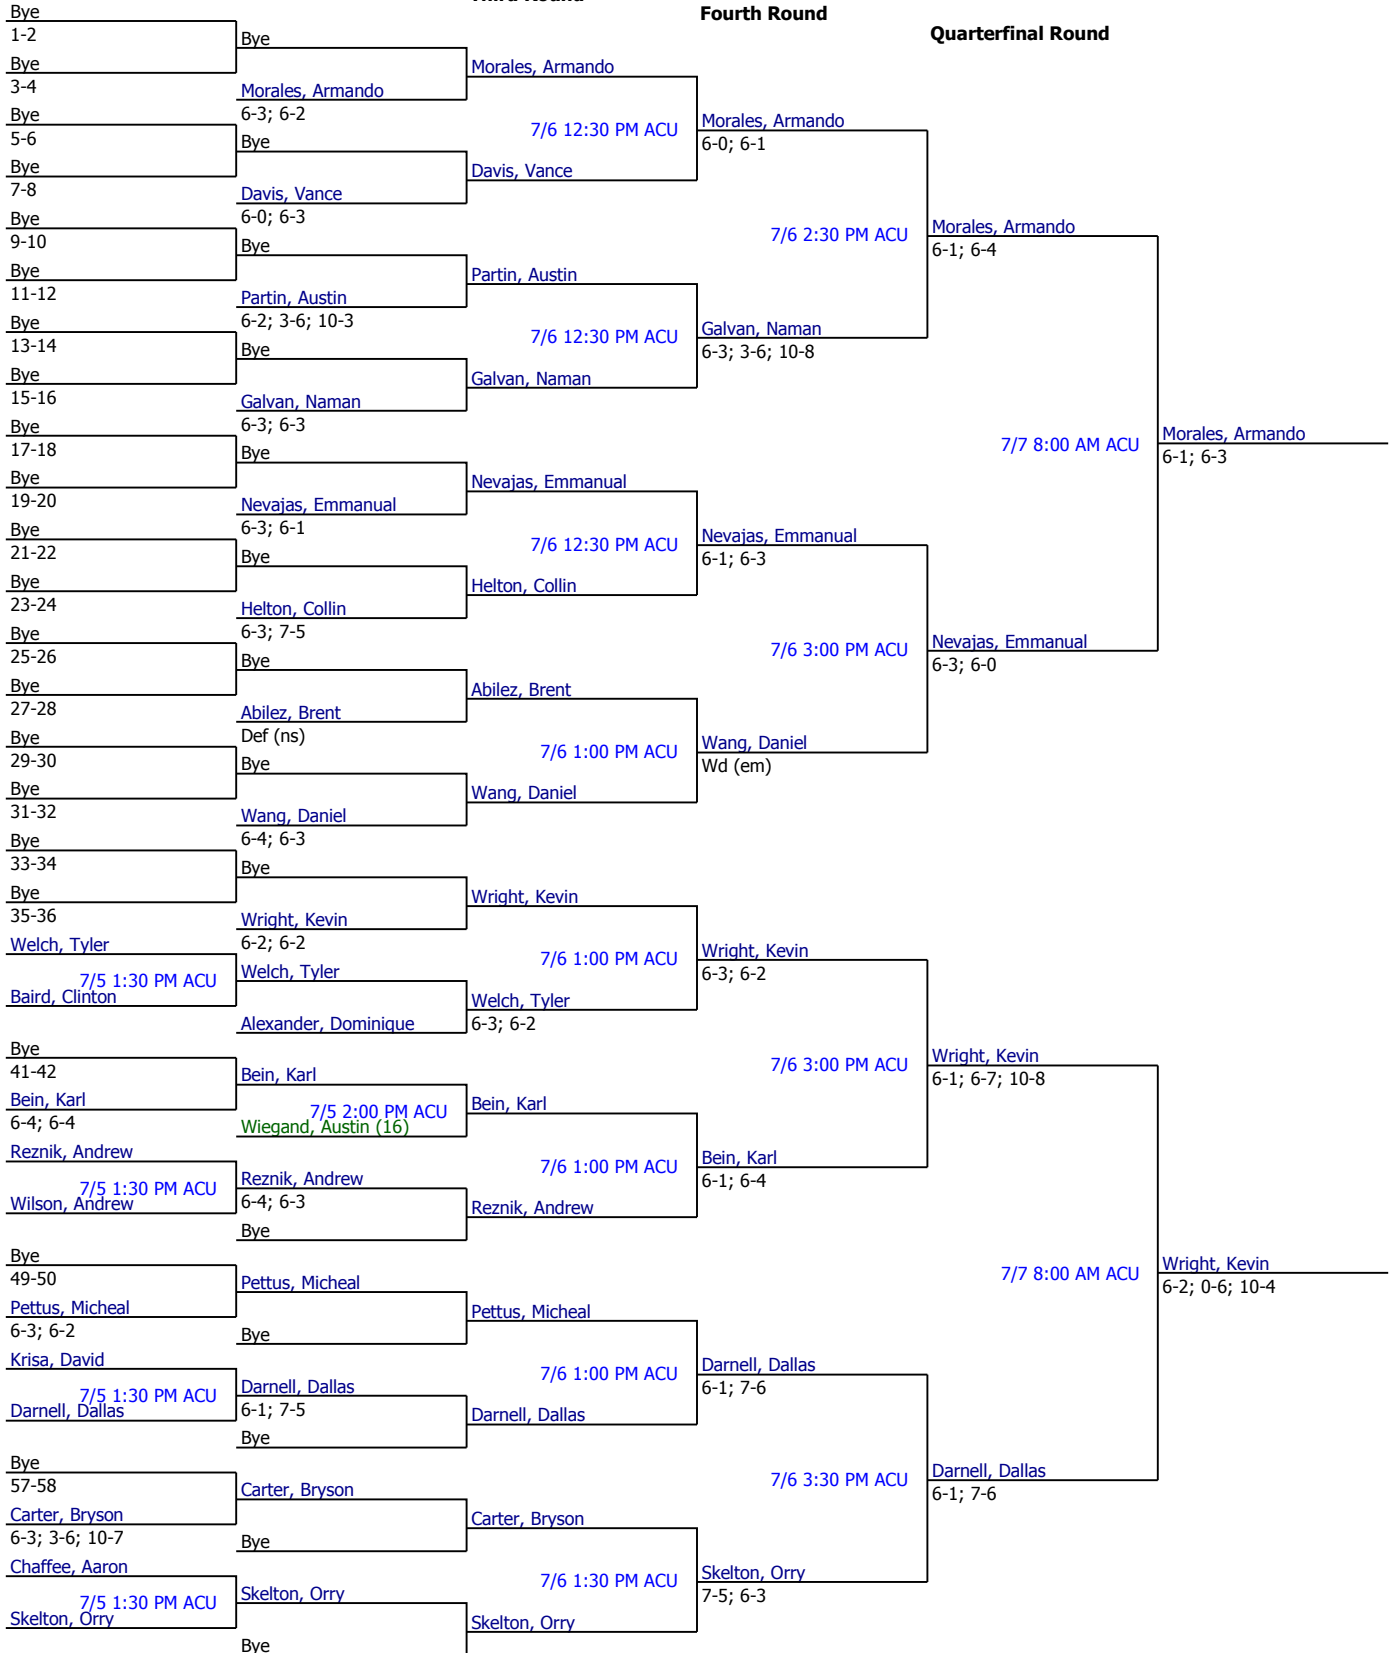 Third Round
Fourth Round
Quarterfinal Round
Bye
1-2
Bye
Bye
3-4
Morales, Armando
Morales, Armando
6-3; 6-2
Bye
5-6
7/6 12:30 PM ACU
Morales, Armando
6-0; 6-1
Bye
Bye
7-8
Davis, Vance
Davis, Vance
6-0; 6-3
Bye
9-10
7/6 2:30 PM ACU
Morales, Armando
6-1; 6-4
Bye
Bye
11-12
Partin, Austin
Partin, Austin
6-2; 3-6; 10-3
Bye
13-14
7/6 12:30 PM ACU
Galvan, Naman
6-3; 3-6; 10-8
Bye
Bye
15-16
Galvan, Naman
Galvan, Naman
6-3; 6-3
Bye
17-18
7/7 8:00 AM ACU
Morales, Armando
6-1; 6-3
Bye
Bye
19-20
Nevajas, Emmanual
Nevajas, Emmanual
6-3; 6-1
Bye
21-22
7/6 12:30 PM ACU
Nevajas, Emmanual
6-1; 6-3
Bye
Bye
23-24
Helton, Collin
Helton, Collin
6-3; 7-5
Bye
25-26
7/6 3:00 PM ACU
Nevajas, Emmanual
6-3; 6-0
Bye
Bye
27-28
Abilez, Brent
Abilez, Brent
Def (ns)
Bye
29-30
7/6 1:00 PM ACU
Wang, Daniel
Wd (em)
Bye
Bye
31-32
Wang, Daniel
Wang, Daniel
6-4; 6-3
Bye
33-34
Bye
Bye
35-36
Wright, Kevin
Wright, Kevin
6-2; 6-2
Welch, Tyler
7/5 1:30 PM ACU
Baird, Clinton
7/6 1:00 PM ACU
Wright, Kevin
6-3; 6-2
Welch, Tyler
Welch, Tyler
6-3; 6-2
Alexander, Dominique
Bye
41-42
7/6 3:00 PM ACU
Wright, Kevin
6-1; 6-7; 10-8
Bein, Karl
Bein, Karl
6-4; 6-4
7/5 2:00 PM ACU
Bein, Karl
Wiegand, Austin (16)
Reznik, Andrew
7/5 1:30 PM ACU
Wilson, Andrew
7/6 1:00 PM ACU
Bein, Karl
6-1; 6-4
Reznik, Andrew
6-4; 6-3
Reznik, Andrew
Bye
Bye
49-50
7/7 8:00 AM ACU
Wright, Kevin
6-2; 0-6; 10-4
Pettus, Micheal
Pettus, Micheal
6-3; 6-2
Pettus, Micheal
Bye
Krisa, David
7/5 1:30 PM ACU
Darnell, Dallas
7/6 1:00 PM ACU
Darnell, Dallas
6-1; 7-6
Darnell, Dallas
6-1; 7-5
Darnell, Dallas
Bye
Bye
57-58
7/6 3:30 PM ACU
Darnell, Dallas
6-1; 7-6
Carter, Bryson
Carter, Bryson
6-3; 3-6; 10-7
Carter, Bryson
Bye
Chaffee, Aaron
7/5 1:30 PM ACU
Skelton, Orry
7/6 1:30 PM ACU
Skelton, Orry
7-5; 6-3
Skelton, Orry
Skelton, Orry
Bye